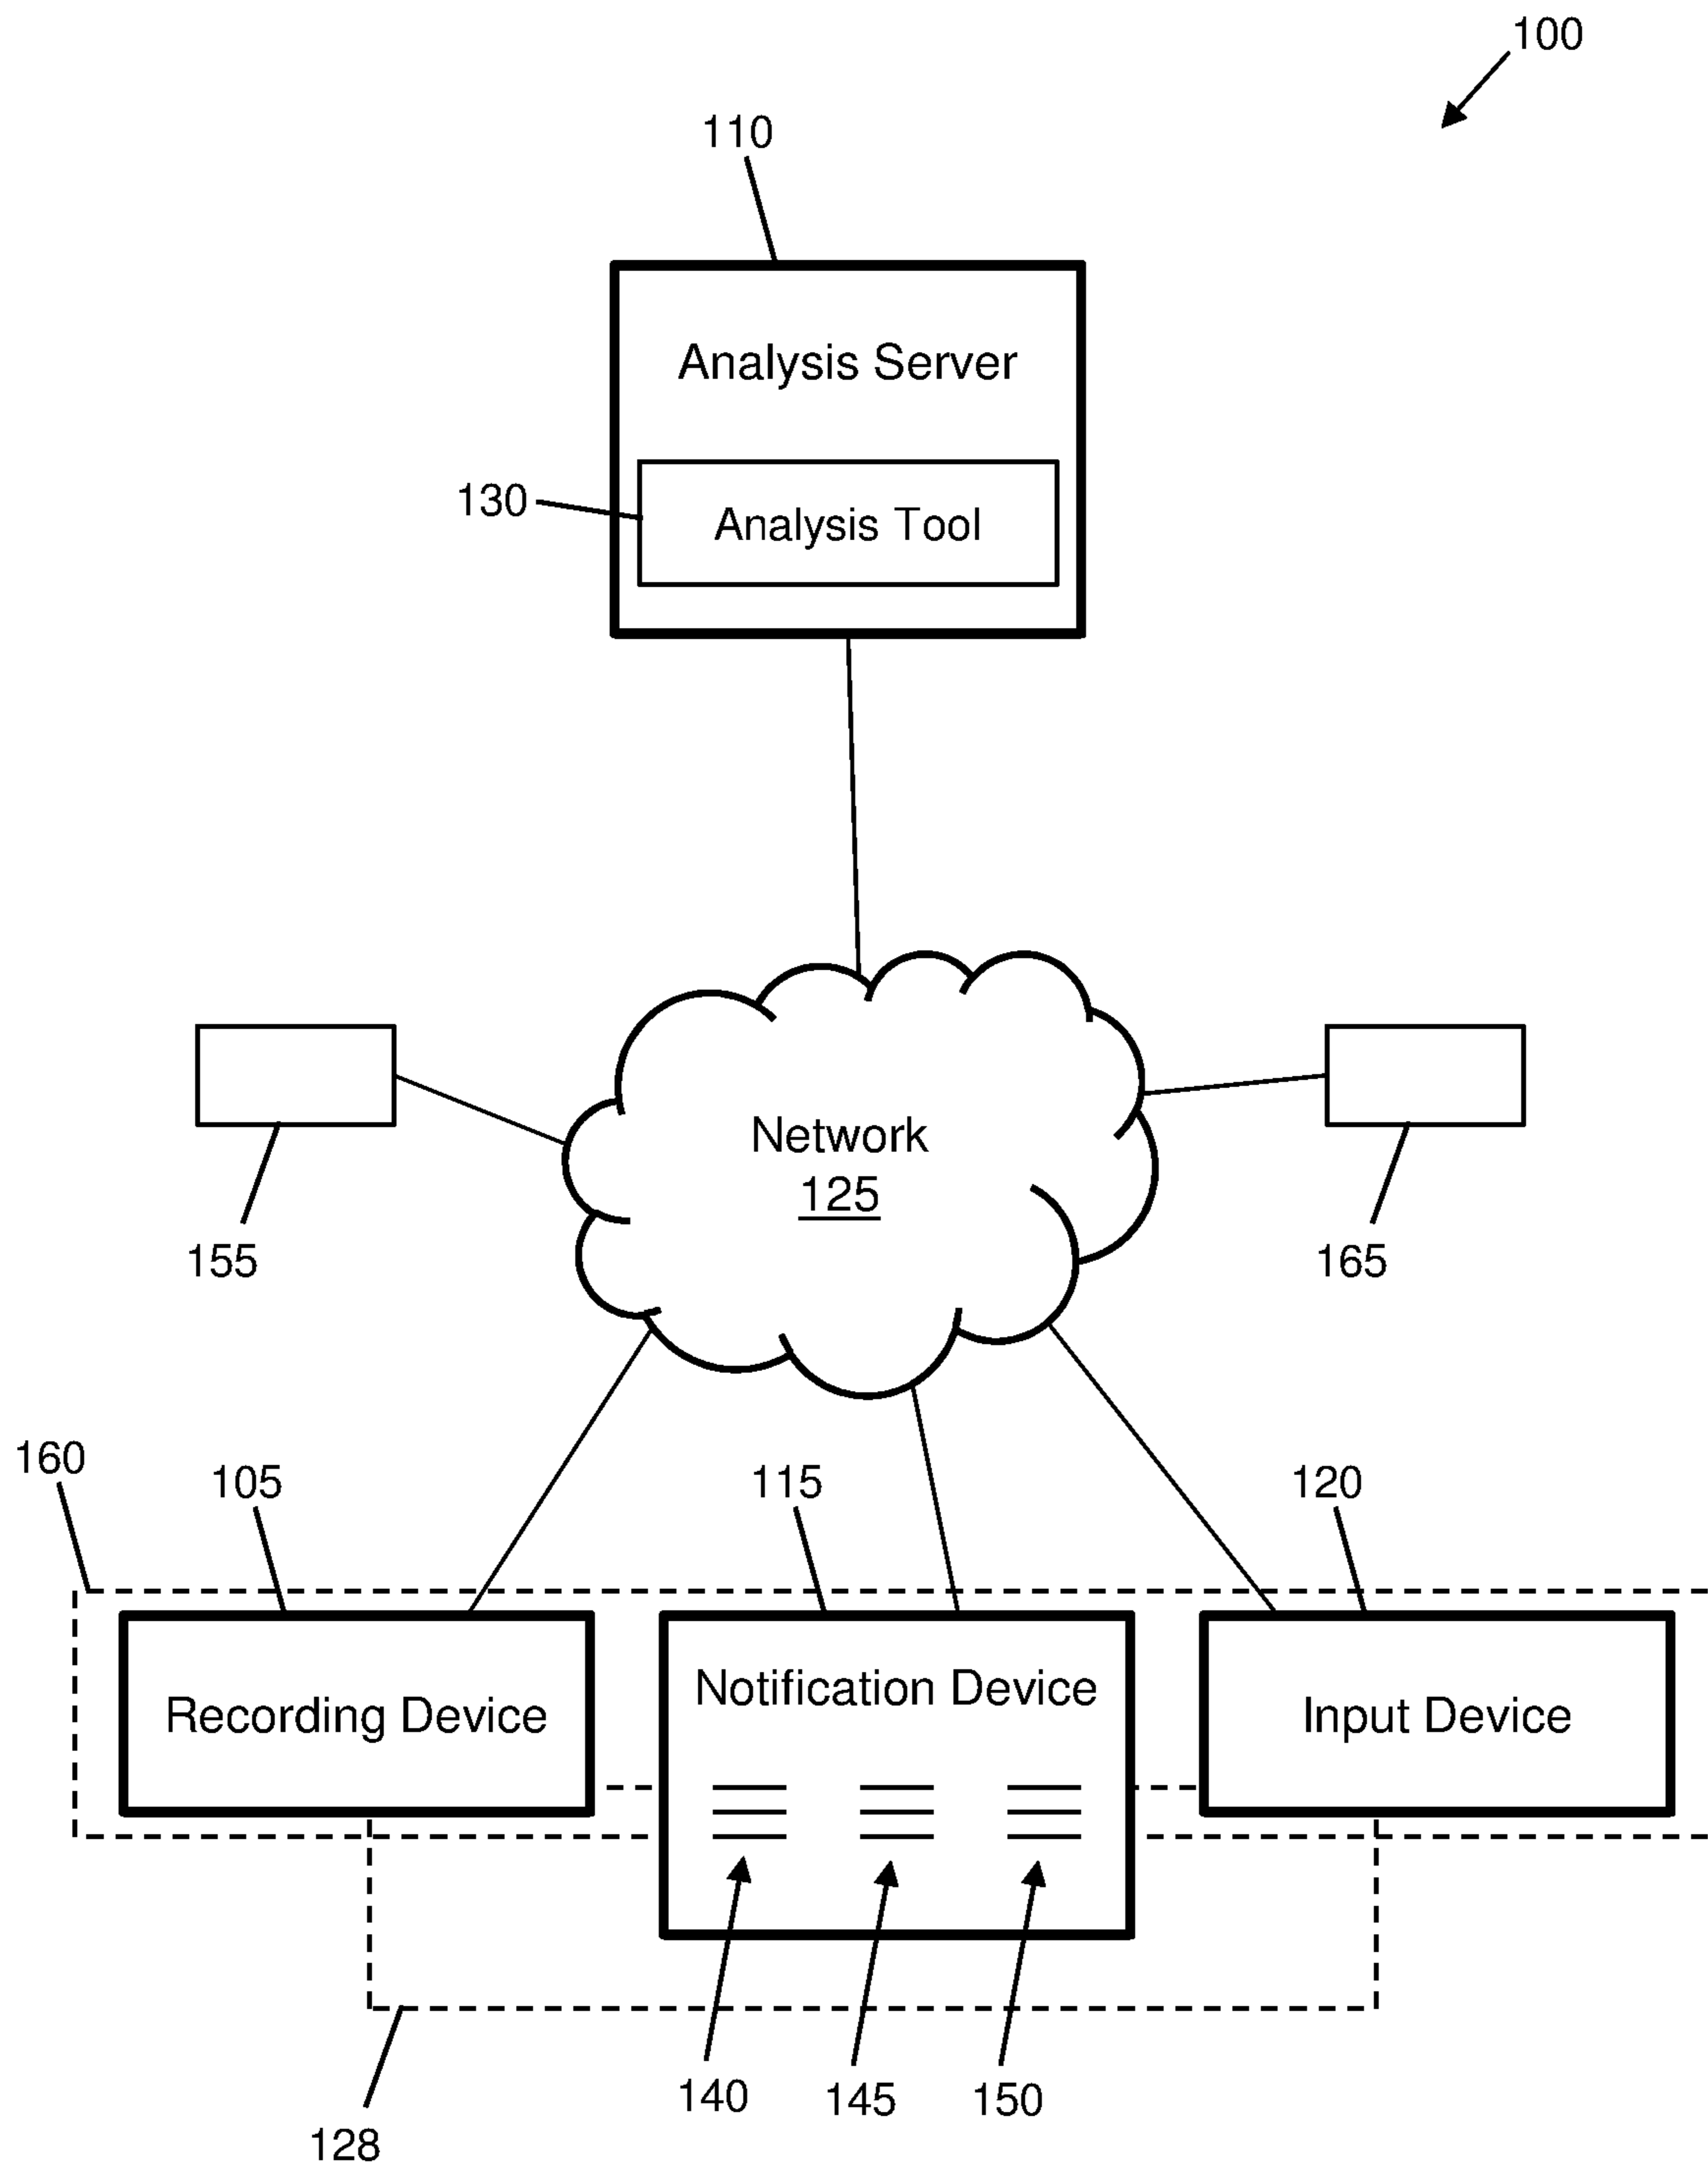 100
110
Analysis Server
130
Analysis Tool
Network
125
155
165
160
105
115
120
Recording Device
Notification Device
Input Device
140
145
150
128